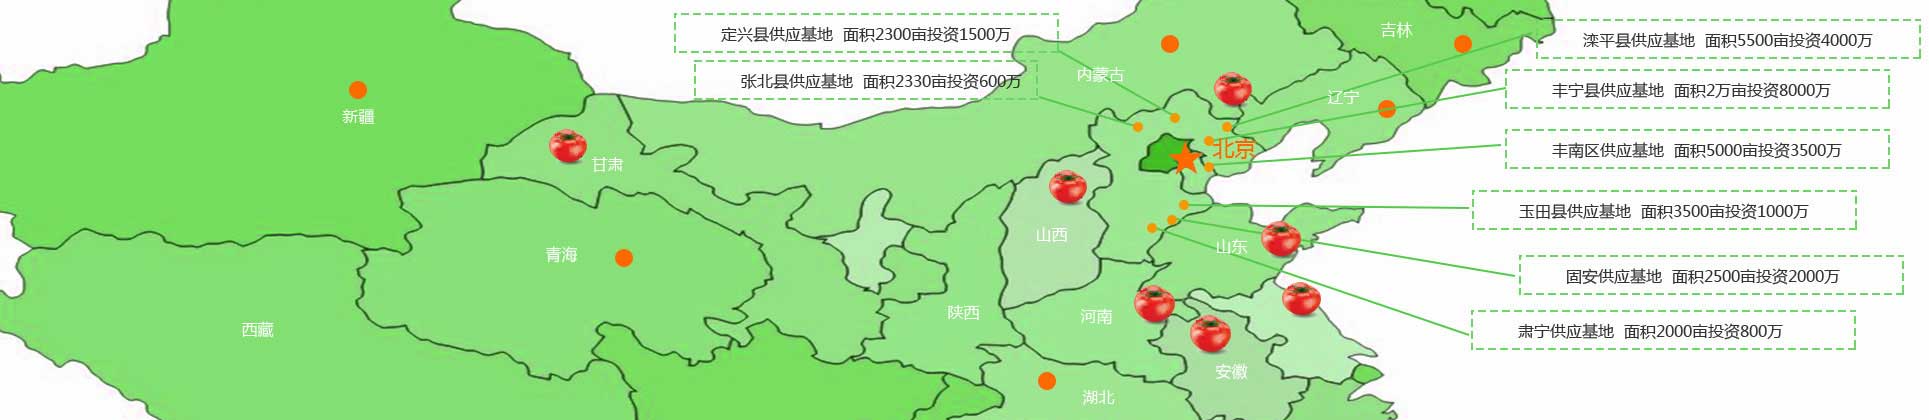 定兴县供应基地 面积2300亩投资1500万
张北县供应基地 面积2330亩投资600万
滦平县供应基地 面积5500亩投资4000万
丰宁县供应基地 面积2万亩投资8000万
丰南区供应基地 面积5000亩投资3500万
玉田县供应基地 面积3500亩投资1000万
固安供应基地 面积2500亩投资2000万
肃宁供应基地 面积2000亩投资800万
吉林
内蒙古
辽宁
新疆
北京
甘肃
山西
山东
青海
陕西
河南
西藏
安徽
湖北